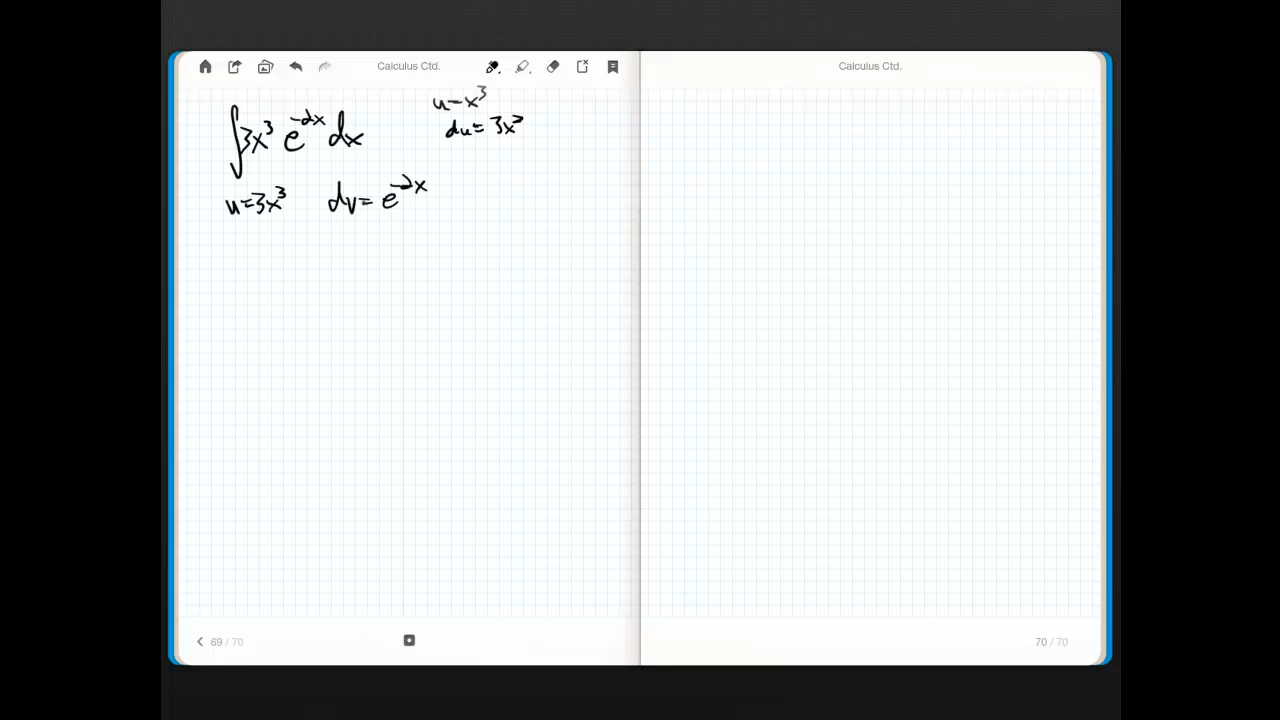 Calculus Ctd.
Calculus Ctd.
u=x³
∫3x³ e^{-2x} dx
du=3x²
u=3x³ dv=e^{-2x}
69 / 70
70 / 70